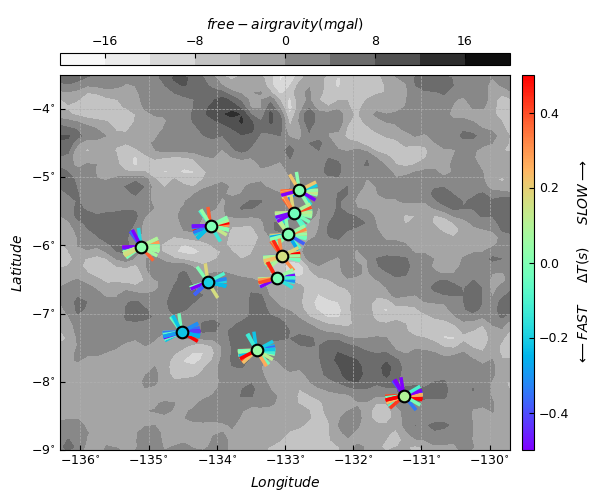 free − airgravity(mgal)
−16 −8 0 8 16
−4°
−5°
−6°
−7°
−8°
−9°
Latitude
−136° −135° −134° −133° −132° −131° −130°
Longitude
0.4
0.2
0.0
−0.2
−0.4
⟵ FAST ΔT(s) SLOW ⟶